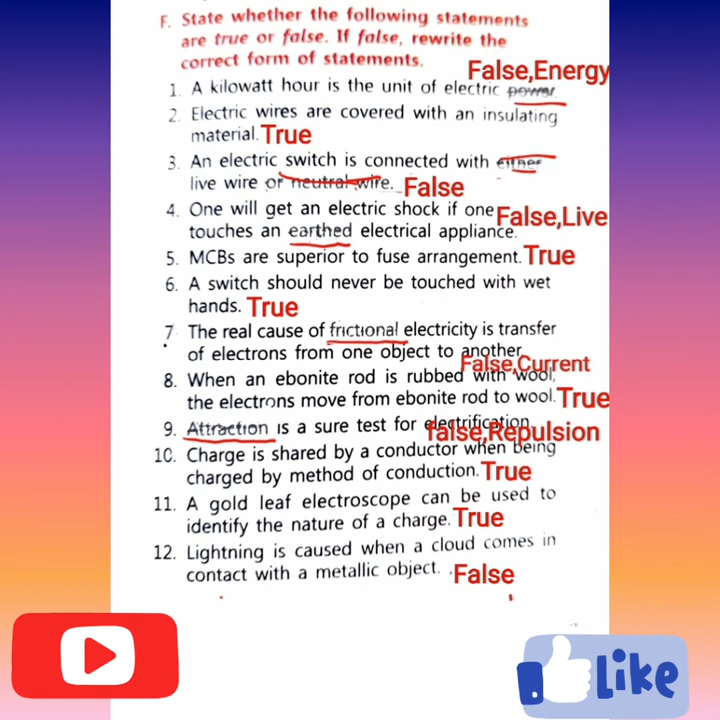 F. State whether the following statements
are true or false. If false, rewrite the
correct form of statements.
False,Energy
1. A kilowatt hour is the unit of electric power.
2. Electric wires are covered with an insulating
material. True
3. An electric switch is connected with either
live wire or neutral wire. False
4. One will get an electric shock if one False,Live
touches an earthed electrical appliance.
5. MCBs are superior to fuse arrangement. True
6. A switch should never be touched with wet
hands. True
7. The real cause of frictional electricity is transfer
of electrons from one object to another.
False,Current
8. When an ebonite rod is rubbed with wool,
the electrons move from ebonite rod to wool. True
9. Attraction is a sure test for electrification.
false,Repulsion
10. Charge is shared by a conductor when being
charged by method of conduction. True
11. A gold leaf electroscope can be used to
identify the nature of a charge. True
12. Lightning is caused when a cloud comes in
contact with a metallic object. False
Like